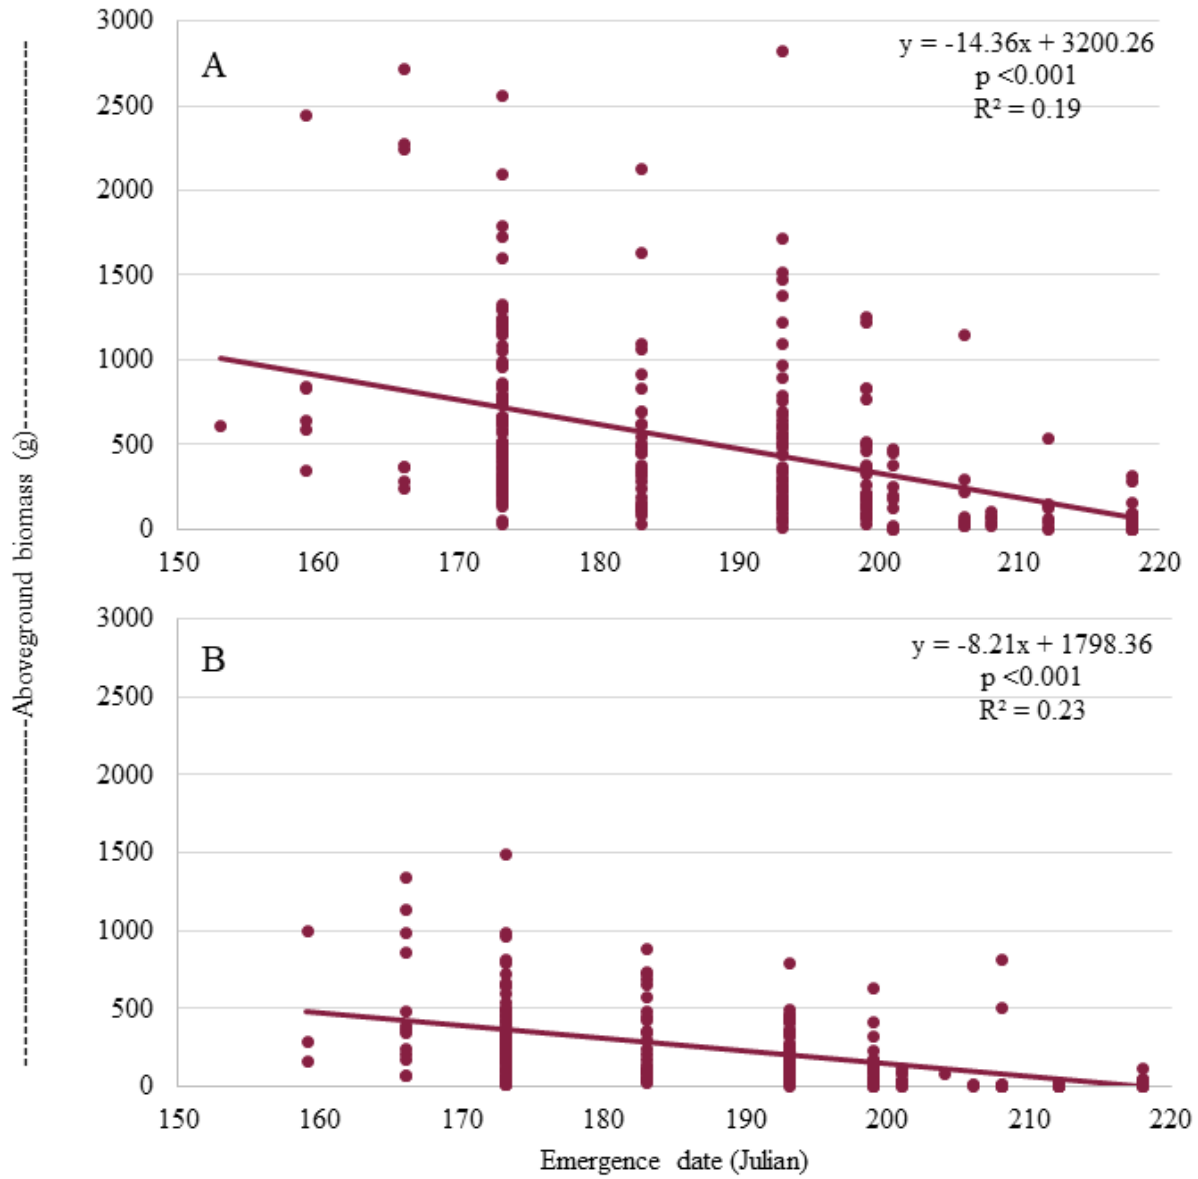 3000
A
y = -14.36x + 3200.26
p <0.001
R² = 0.19
2500
2000
1500
1000
500
0
150 160 170 180 190 200 210 220
Aboveground biomass (g)
3000
B
y = -8.21x + 1798.36
p <0.001
R² = 0.23
2500
2000
1500
1000
500
0
150 160 170 180 190 200 210 220
Emergence date (Julian)